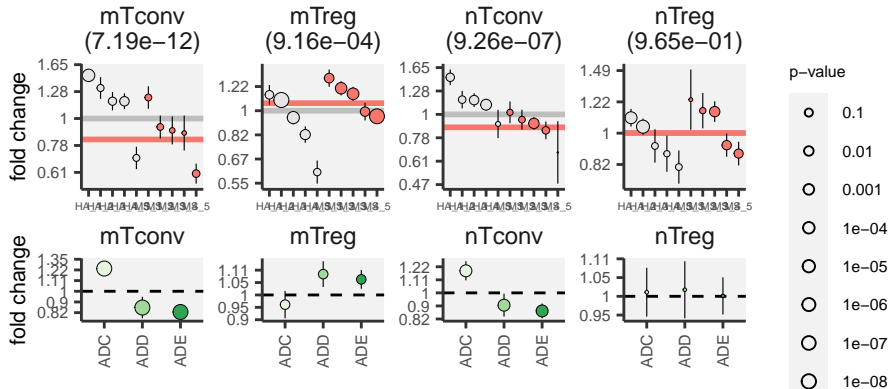 mTconv
(7.19e−12)
mTreg
(9.16e−04)
nTconv
(9.26e−07)
nTreg
(9.65e−01)
fold change
1.65
1.28
1
0.78
0.61
1.22
1
0.82
0.67
0.55
1.65
1.28
1
0.78
0.61
0.47
1.49
1.22
1
0.82
p−value
0.1
0.01
0.001
1e−04
1e−05
1e−06
1e−07
1e−08
mTconv
mTreg
nTconv
nTreg
fold change
1.35
1.22
1.11
1
0.9
0.82
1.11
1.05
1
0.95
0.9
1.22
1.11
1
0.9
0.82
1.11
1.05
1
0.95
ADC
ADD
ADE
ADC
ADD
ADE
ADC
ADD
ADE
ADC
ADD
ADE